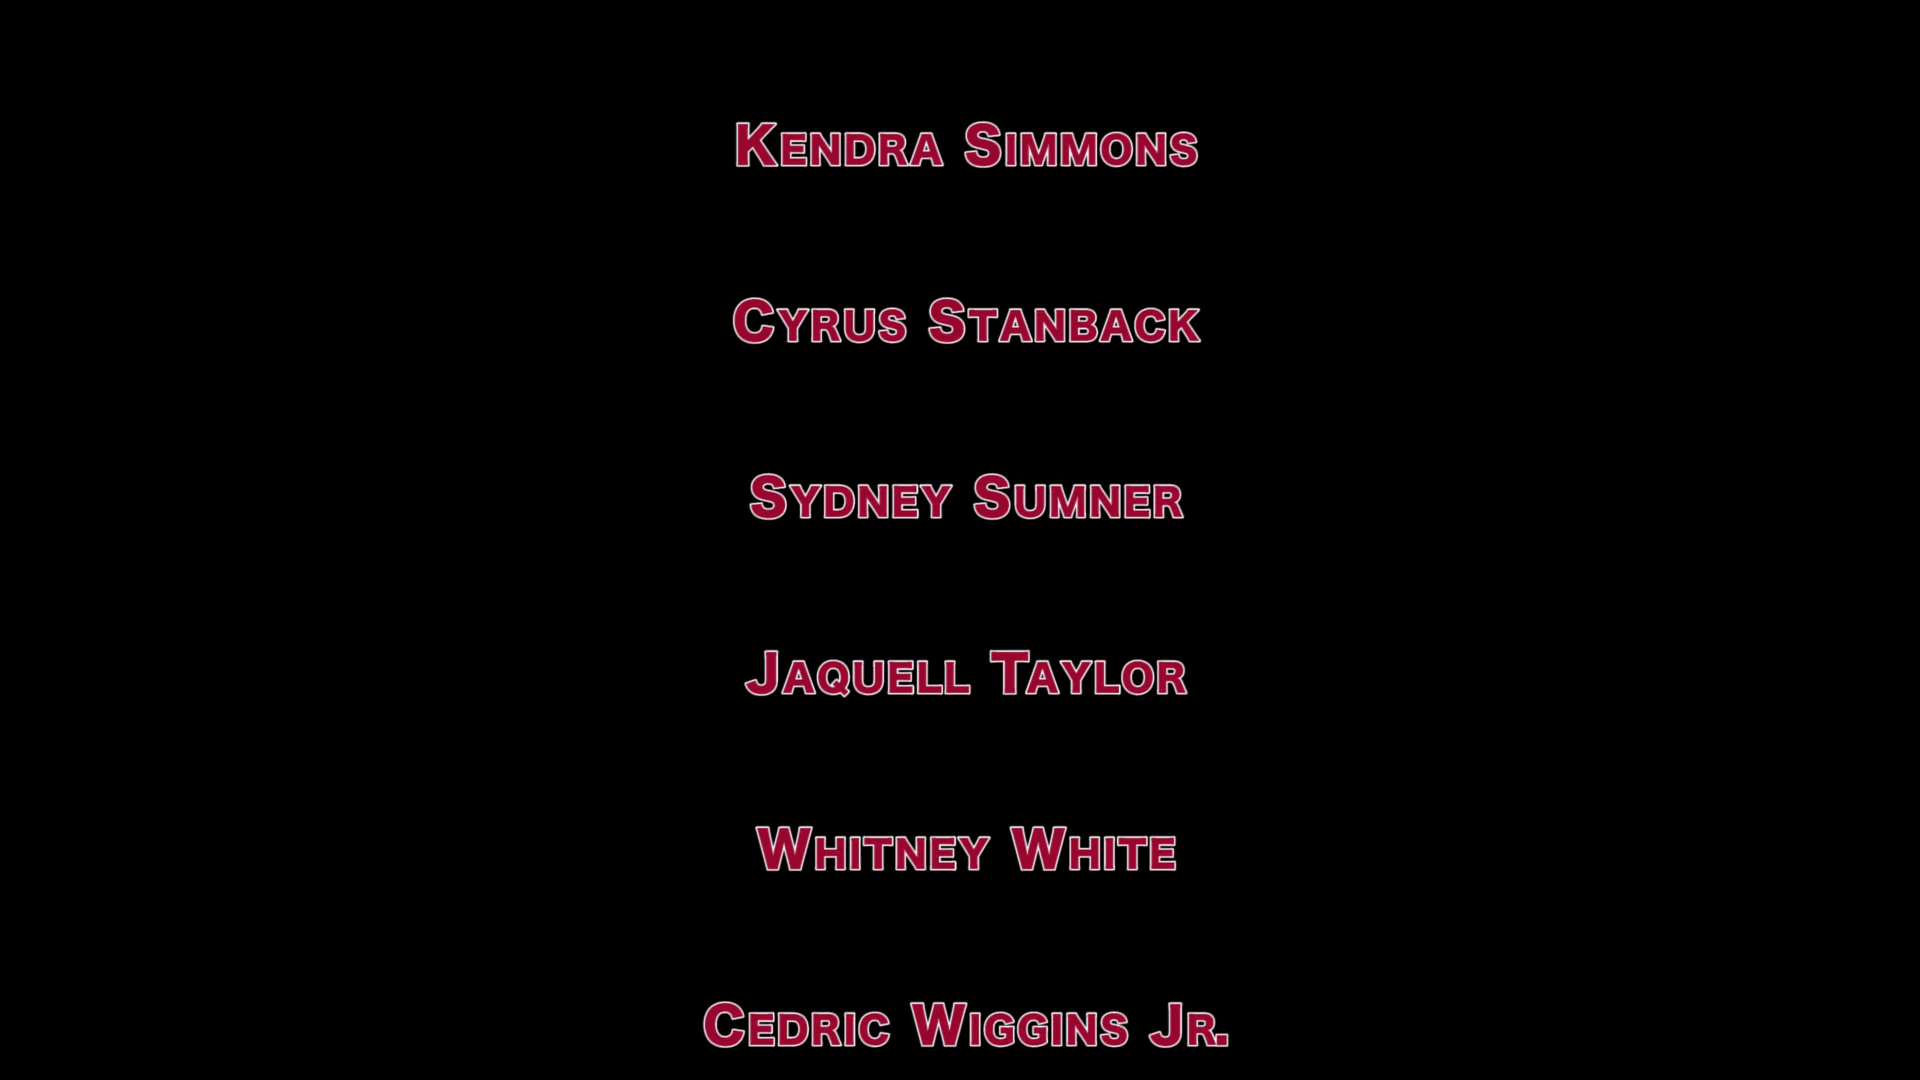 Kendra Simmons
Cyrus Stanback
Sydney Sumner
Jaquell Taylor
Whitney White
Cedric Wiggins Jr.